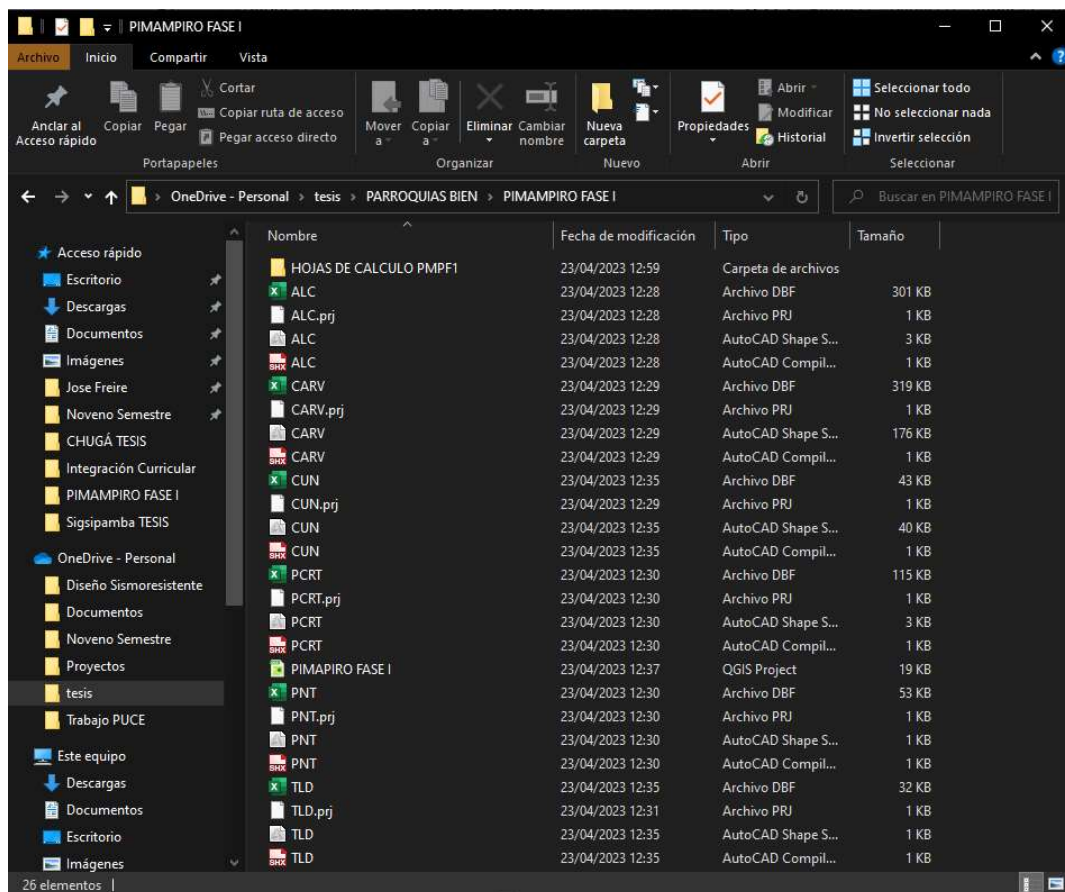 PIMAMPIRO FASE I
Archivo Inicio Compartir Vista
Anclar al Acceso rápido
Copiar
Pegar
Cortar
Copiar ruta de acceso
Pegar acceso directo
Mover a
Copiar a
Eliminar
Cambiar nombre
Nueva carpeta
Propiedades
Abrir
Modificar
Historial
Seleccionar todo
No seleccionar nada
Invertir selección
Portapapeles Organizar Nuevo Abrir Seleccionar
OneDrive - Personal > tesis > PARROQUIAS BIEN > PIMAMPIRO FASE I
Buscar en PIMAMPIRO FASE I
Acceso rápido
Escritorio
Descargas
Documentos
Imágenes
Jose Freire
Noveno Semestre
CHUGÁ TESIS
Integración Curricular
PIMAMPIRO FASE I
Sigsipamba TESIS
OneDrive - Personal
Diseño Sismoresistente
Documentos
Noveno Semestre
Proyectos
tesis
Trabajo PUCE
Este equipo
Descargas
Documentos
Escritorio
Imágenes
Nombre Fecha de modificación Tipo Tamaño
HOJAS DE CALCULO PMPF1 23/04/2023 12:59 Carpeta de archivos
ALC 23/04/2023 12:28 Archivo DBF 301 KB
ALC.prj 23/04/2023 12:28 Archivo PRJ 1 KB
ALC 23/04/2023 12:28 AutoCAD Shape S... 3 KB
SHX ALC 23/04/2023 12:28 AutoCAD Compil... 1 KB
CARV 23/04/2023 12:29 Archivo DBF 319 KB
CARV.prj 23/04/2023 12:29 Archivo PRJ 1 KB
CARV 23/04/2023 12:29 AutoCAD Shape S... 176 KB
SHX CARV 23/04/2023 12:29 AutoCAD Compil... 1 KB
CUN 23/04/2023 12:35 Archivo DBF 43 KB
CUN.prj 23/04/2023 12:29 Archivo PRJ 1 KB
CUN 23/04/2023 12:35 AutoCAD Shape S... 40 KB
SHX CUN 23/04/2023 12:35 AutoCAD Compil... 1 KB
PCRT 23/04/2023 12:30 Archivo DBF 115 KB
PCRT.prj 23/04/2023 12:30 Archivo PRJ 1 KB
PCRT 23/04/2023 12:30 AutoCAD Shape S... 3 KB
SHX PCRT 23/04/2023 12:30 AutoCAD Compil... 1 KB
PIMAPIRO FASE I 23/04/2023 12:37 QGIS Project 19 KB
PNT 23/04/2023 12:30 Archivo DBF 53 KB
PNT.prj 23/04/2023 12:30 Archivo PRJ 1 KB
PNT 23/04/2023 12:30 AutoCAD Shape S... 1 KB
SHX PNT 23/04/2023 12:30 AutoCAD Compil... 1 KB
TLD 23/04/2023 12:35 Archivo DBF 32 KB
TLD.prj 23/04/2023 12:31 Archivo PRJ 1 KB
TLD 23/04/2023 12:35 AutoCAD Shape S... 1 KB
SHX TLD 23/04/2023 12:35 AutoCAD Compil... 1 KB
26 elementos